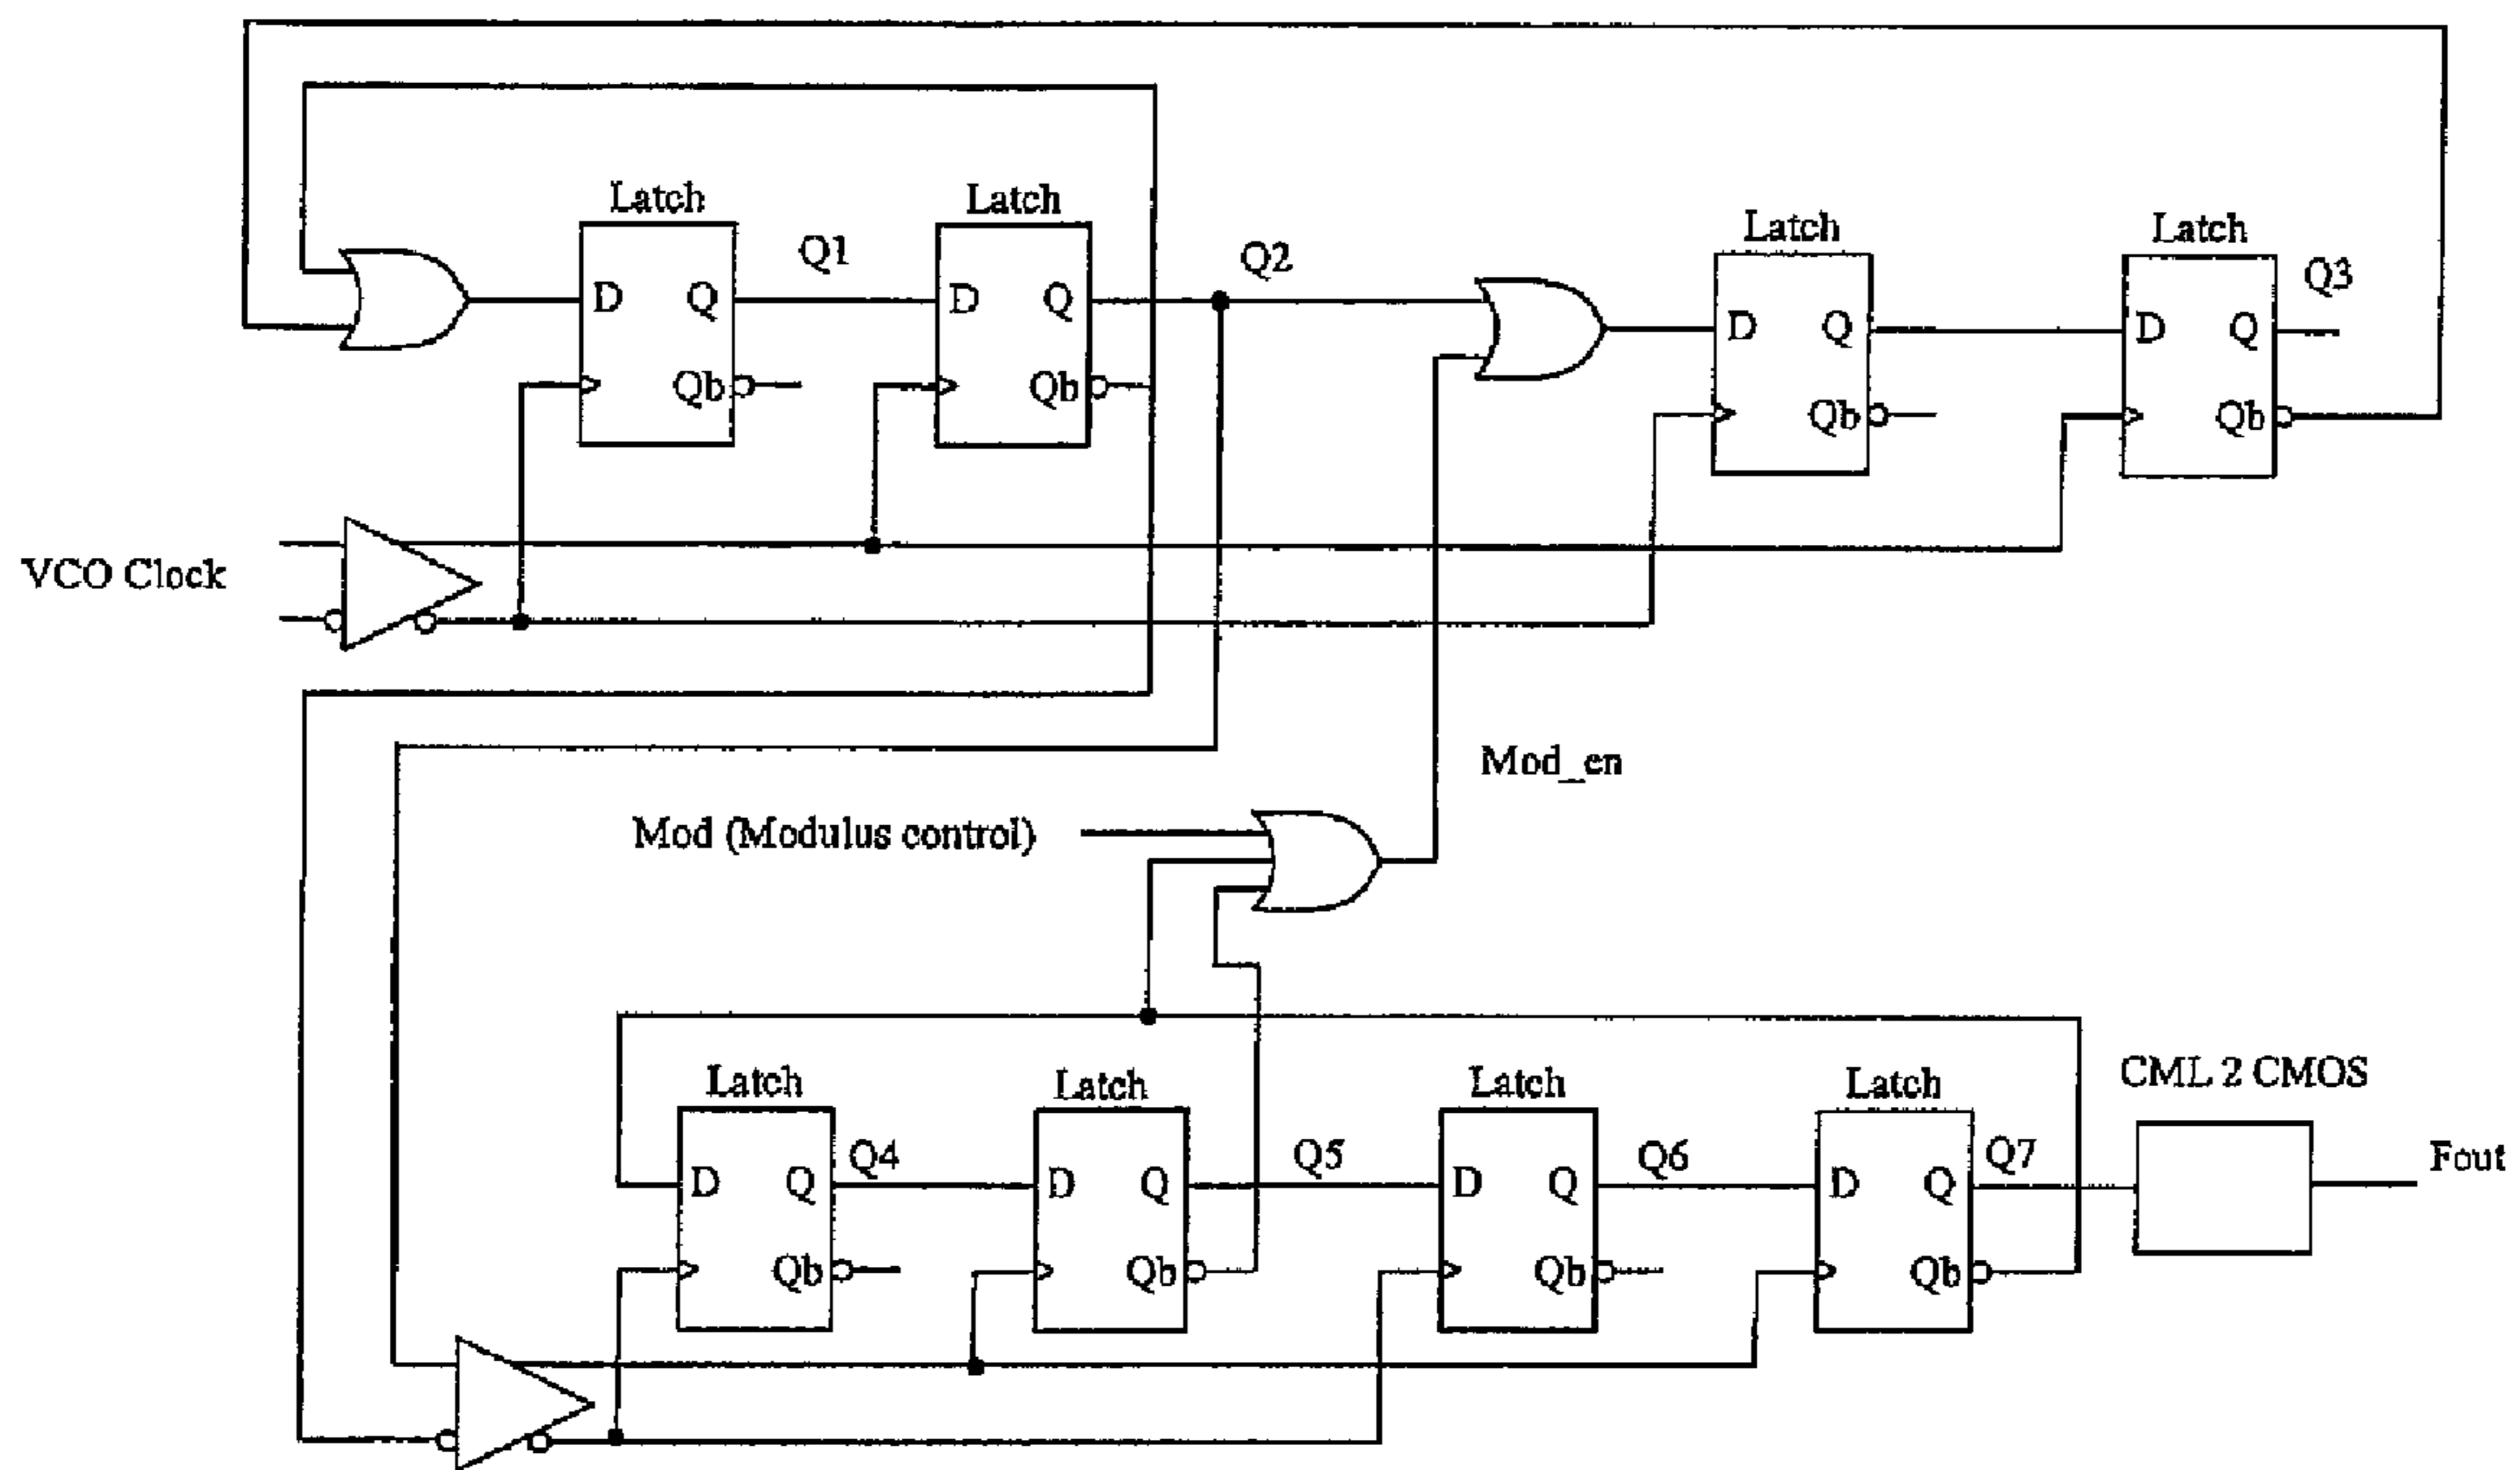 Latch
Latch
Latch
Latch
Q1
Q2
Q3
D Q
Qb
D Q
Qb
D Q
Qb
D Q
Qb
VCO Clock
Mod_en
Mod (Modulus control)
Latch
Latch
Latch
Latch
CML 2 CMOS
Q4
Q5
Q6
Q7
Fout
D Q
Qb
D Q
Qb
D Q
Qb
D Q
Qb